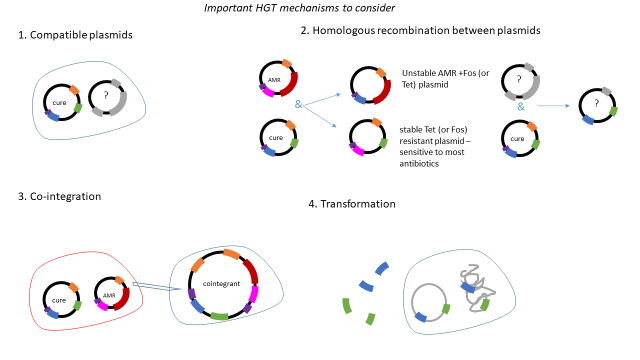 Important HGT mechanisms to consider
1. Compatible plasmids
2. Homologous recombination between plasmids
cure
?
AMR
&
cure
Unstable AMR +Fos (or
Tet) plasmid
stable Tet (or Fos)
resistant plasmid –
sensitive to most
antibiotics
?
&
cure
?
3. Co-integration
4. Transformation
cure
AMR
cointegrant